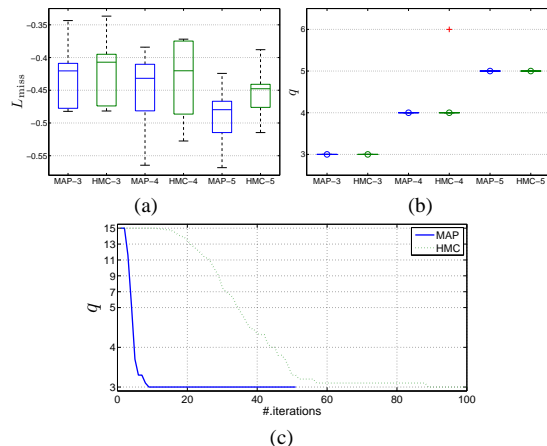 −0.35
−0.4
−0.45
−0.5
−0.55
L_miss
MAP−3 HMC−3 MAP−4 HMC−4 MAP−5 HMC−5
(a)
6
5
4
3
q
MAP−3 HMC−3 MAP−4 HMC−4 MAP−5 HMC−5
(b)
15
13
11
9
7
5
4
3
q
MAP
HMC
0 20 40 60 80 100
#.iterations
(c)